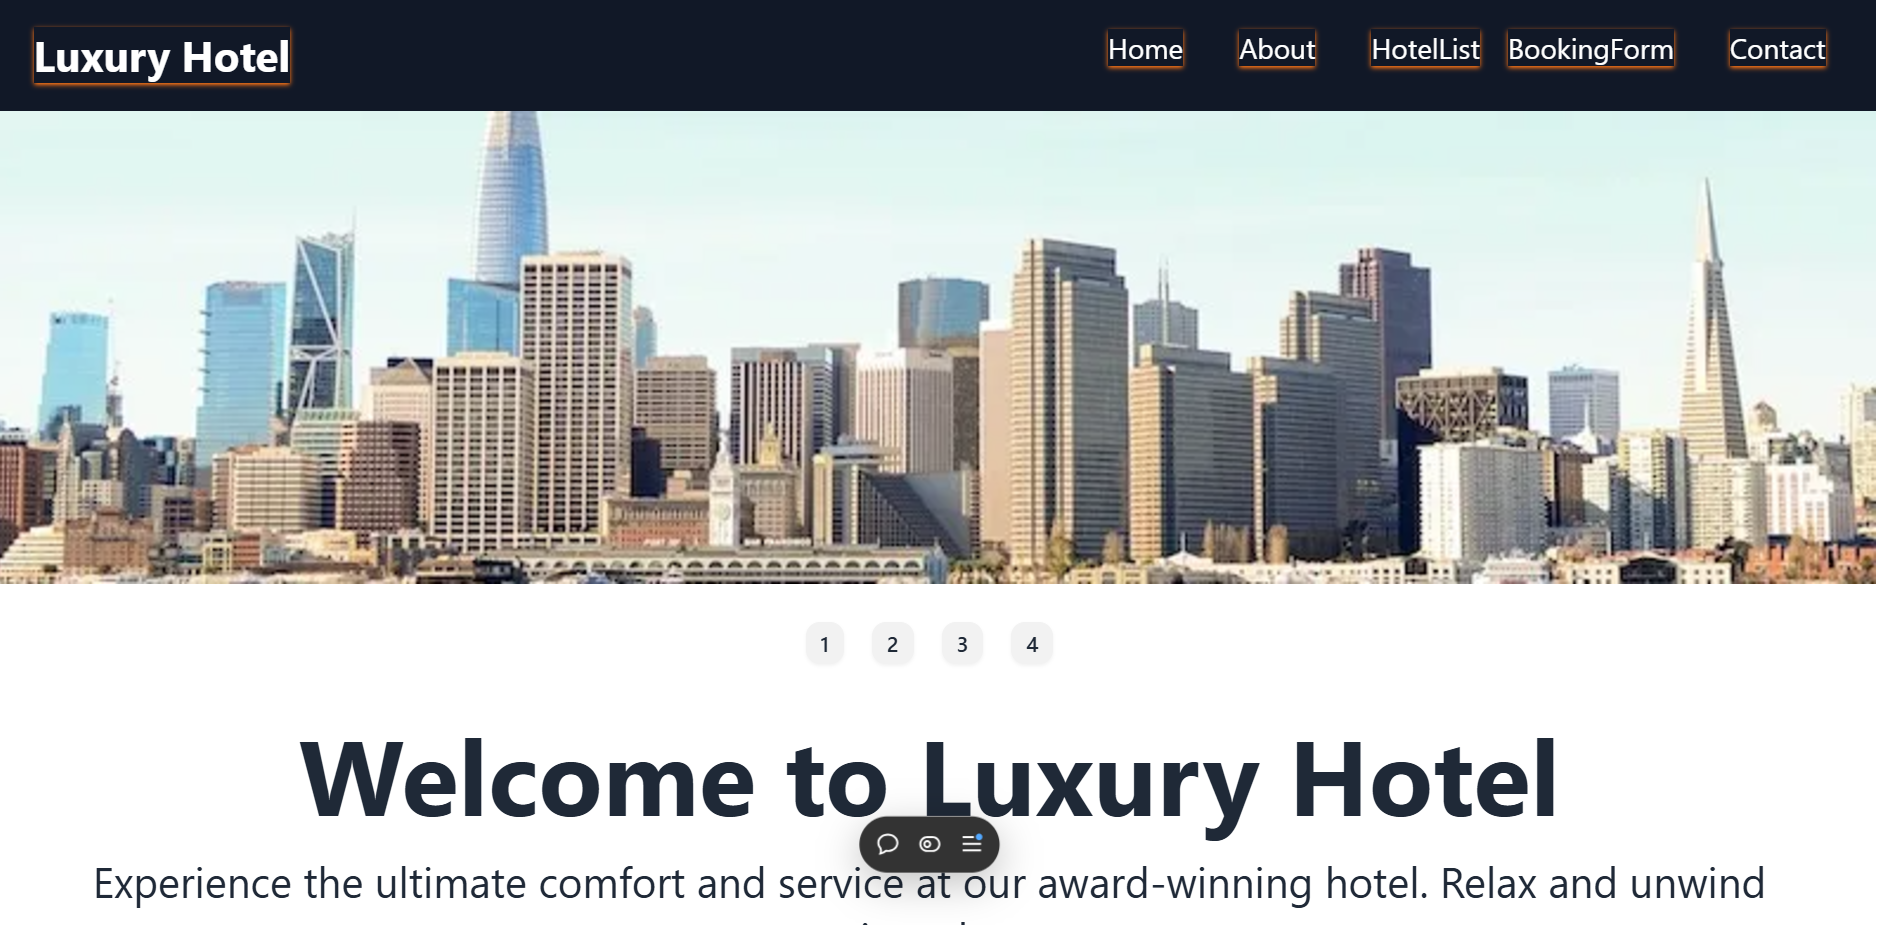 Luxury Hotel
Home About HotelList BookingForm Contact
1 2 3 4
Welcome to Luxury Hotel
Experience the ultimate comfort and service at our award-winning hotel. Relax and unwind